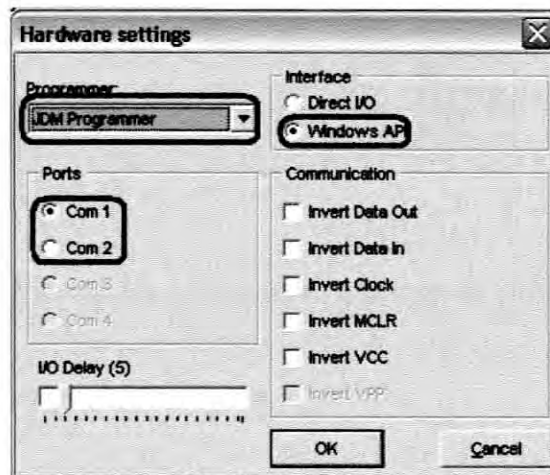 Hardware settings
Programmer:
JDM Programmer
Interface
Direct I/O
Windows API
Ports
Com 1
Com 2
Com 3
Com 4
I/O Delay (5)
Communication
Invert Data Out
Invert Data In
Invert Clock
Invert MCLR
Invert VCC
Invert VPP
OK
Cancel